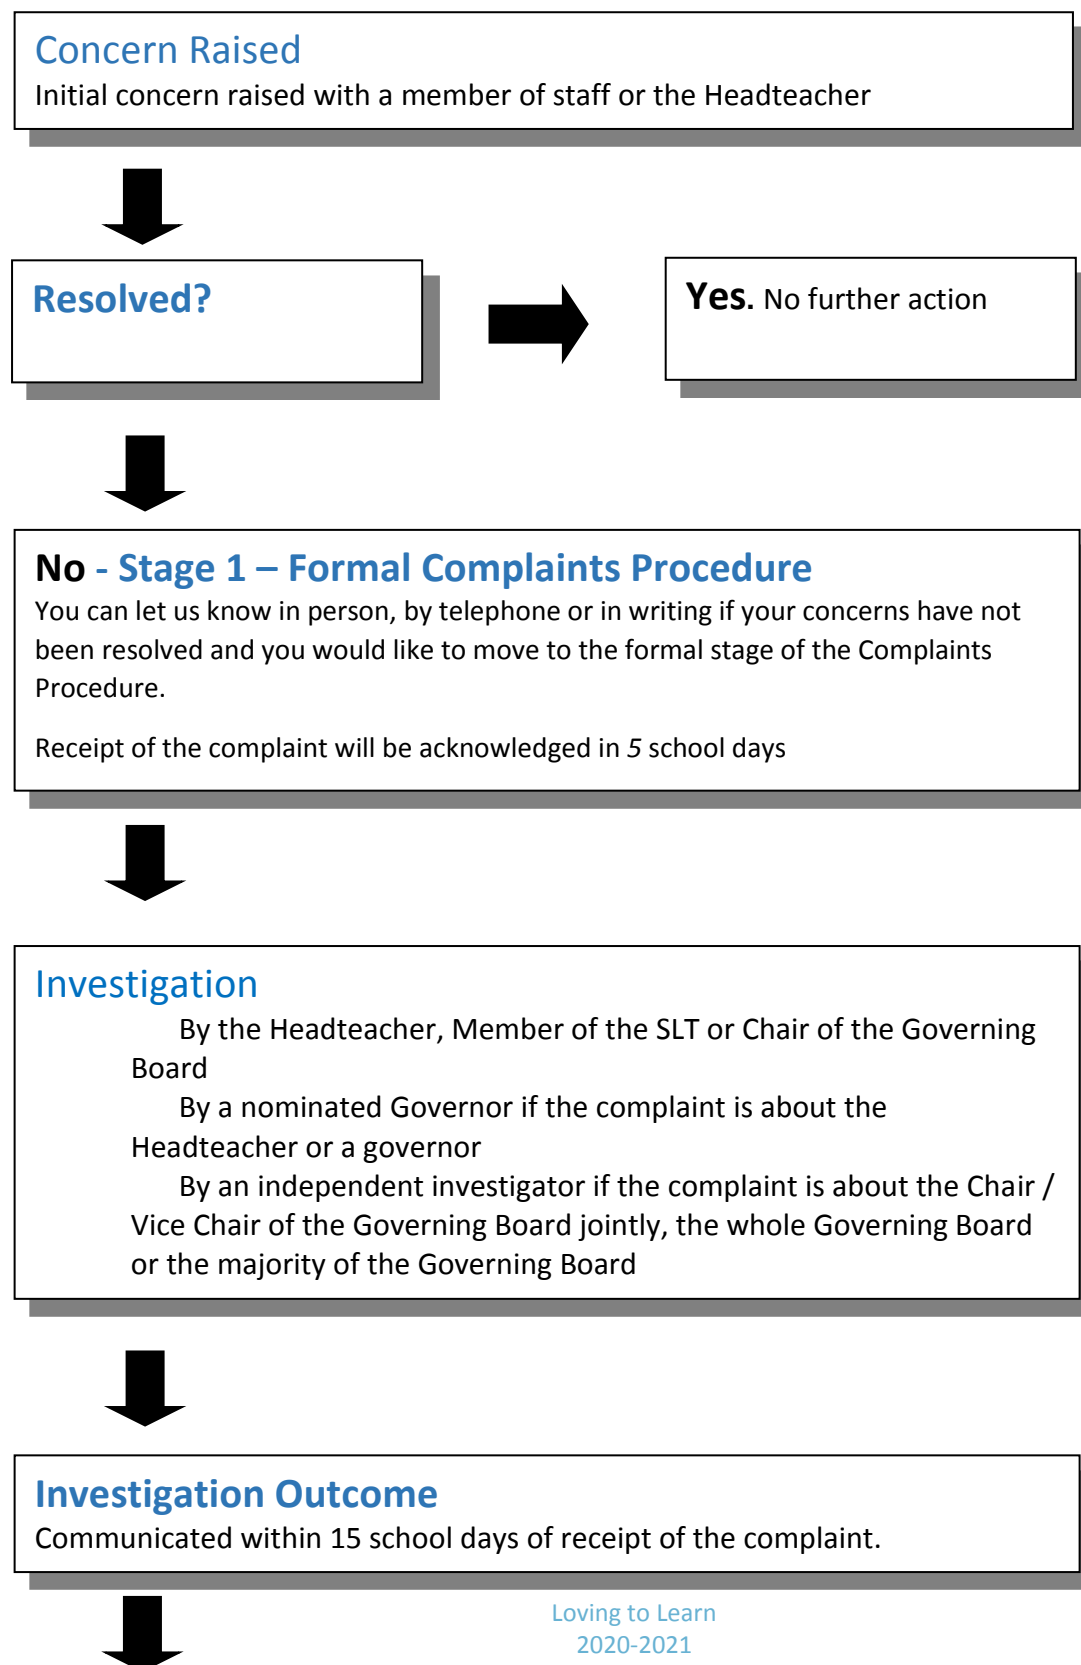 Concern Raised
Initial concern raised with a member of staff or the Headteacher
Resolved?
Yes. No further action
No - Stage 1 – Formal Complaints Procedure
You can let us know in person, by telephone or in writing if your concerns have not
been resolved and you would like to move to the formal stage of the Complaints
Procedure.
Receipt of the complaint will be acknowledged in 5 school days
Investigation
By the Headteacher, Member of the SLT or Chair of the Governing
Board
By a nominated Governor if the complaint is about the
Headteacher or a governor
By an independent investigator if the complaint is about the Chair /
Vice Chair of the Governing Board jointly, the whole Governing Board
or the majority of the Governing Board
Investigation Outcome
Communicated within 15 school days of receipt of the complaint.
Loving to Learn
2020-2021